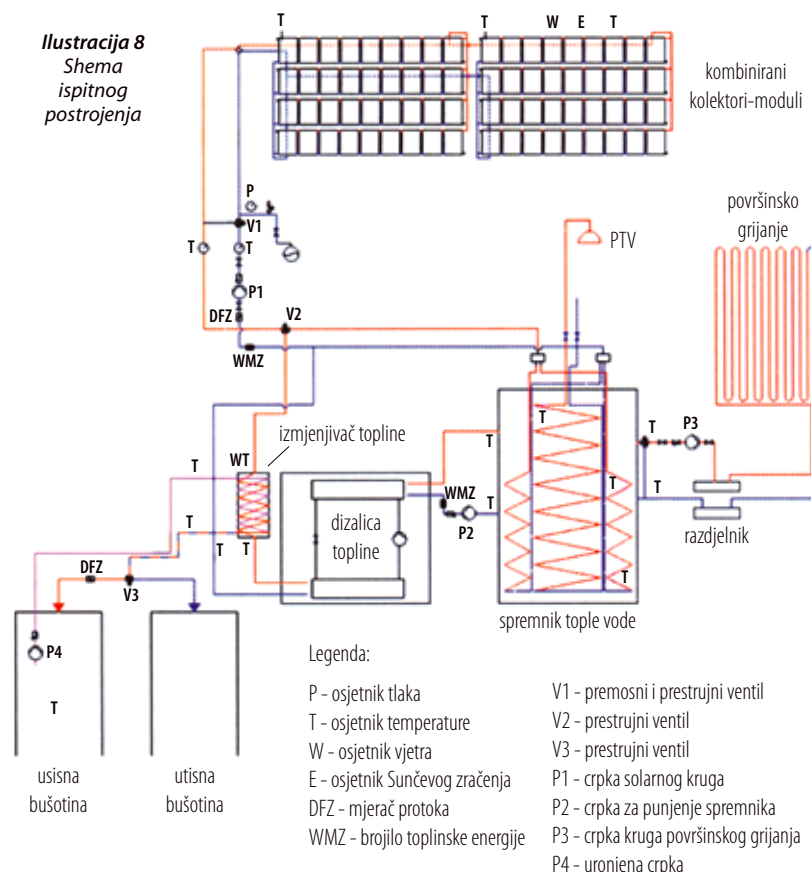 Ilustracija 8
Shema
ispitnog
postrojenja
T
T W E T
kombinirani
kolektori-moduli
P
V1
T T
P1
DFZ
V2
WMZ
PTV
površinsko
grijanje
izmjenjivač topline
WT
T
T
T T
dizalica
topline
WMZ
P2
T
T
T
T
T
T
T
P3
razdjelnik
spremnik tople vode
DFZ
V3
P4
T
usisna
bušotina
utisna
bušotina
Legenda:
P - osjetnik tlaka
T - osjetnik temperature
W - osjetnik vjetra
E - osjetnik Sunčevog zračenja
DFZ - mjerač protoka
WMZ - brojilo toplinske energije
V1 - premosni i prestrujni ventil
V2 - prestrujni ventil
V3 - prestrujni ventil
P1 - crpka solarnog kruga
P2 - crpka za punjenje spremnika
P3 - crpka kruga površinskog grijanja
P4 - uronjena crpka